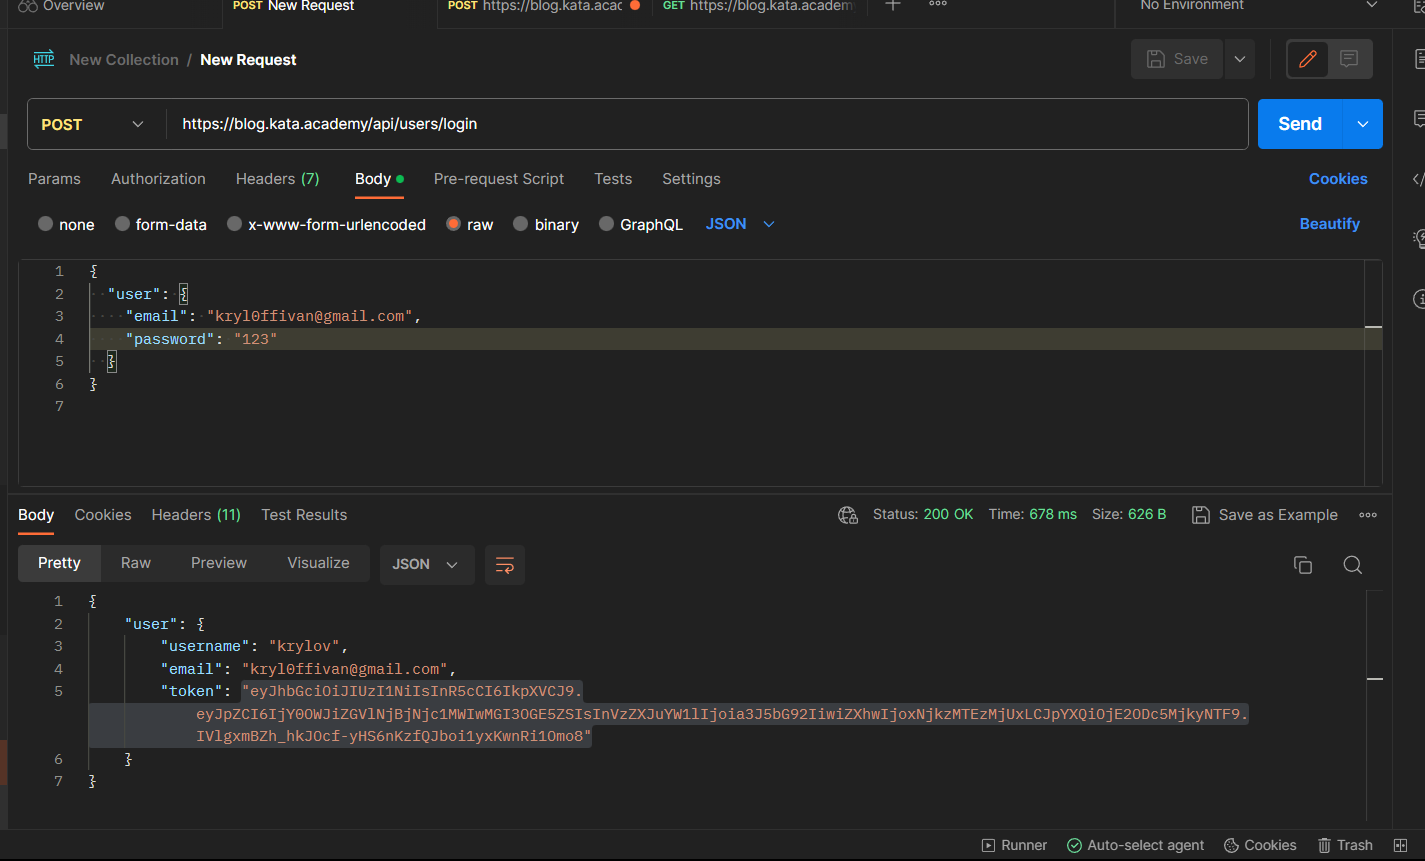 Overview POST New Request POST https://blog.kata.acac GET https://blog.kata.academy No Environment
HTTP New Collection / New Request Save
POST https://blog.kata.academy/api/users/login Send
Params Authorization Headers (7) Body Pre-request Script Tests Settings Cookies
none form-data x-www-form-urlencoded raw binary GraphQL JSON Beautify
1 {
2 "user": {
3 "email": "kryl0ffivan@gmail.com",
4 "password": "123"
5 }
6 }
7
Body Cookies Headers (11) Test Results Status: 200 OK Time: 678 ms Size: 626 B Save as Example
Pretty Raw Preview Visualize JSON
1 {
2 "user": {
3 "username": "krylov",
4 "email": "kryl0ffivan@gmail.com",
5 "token": "eyJhbGciOiJIUzI1NiIsInR5cCI6IkpXVCJ9.
eyJpZCI6IjY0OWJiZGVlNjBjNjc1MWIwMGI3OGE5ZSIsInVzZXJuYW1lIjoia3J5bG92IiwiZXhwIjoxNjkzMTEzMjUxLCJpYXQiOjE2ODc5MjkyNTF9.
IVlgxmBZh_hkJOcf-yHS6nKzfQJboi1yxKwnRi1Omo8"
6 }
7 }
Runner Auto-select agent Cookies Trash